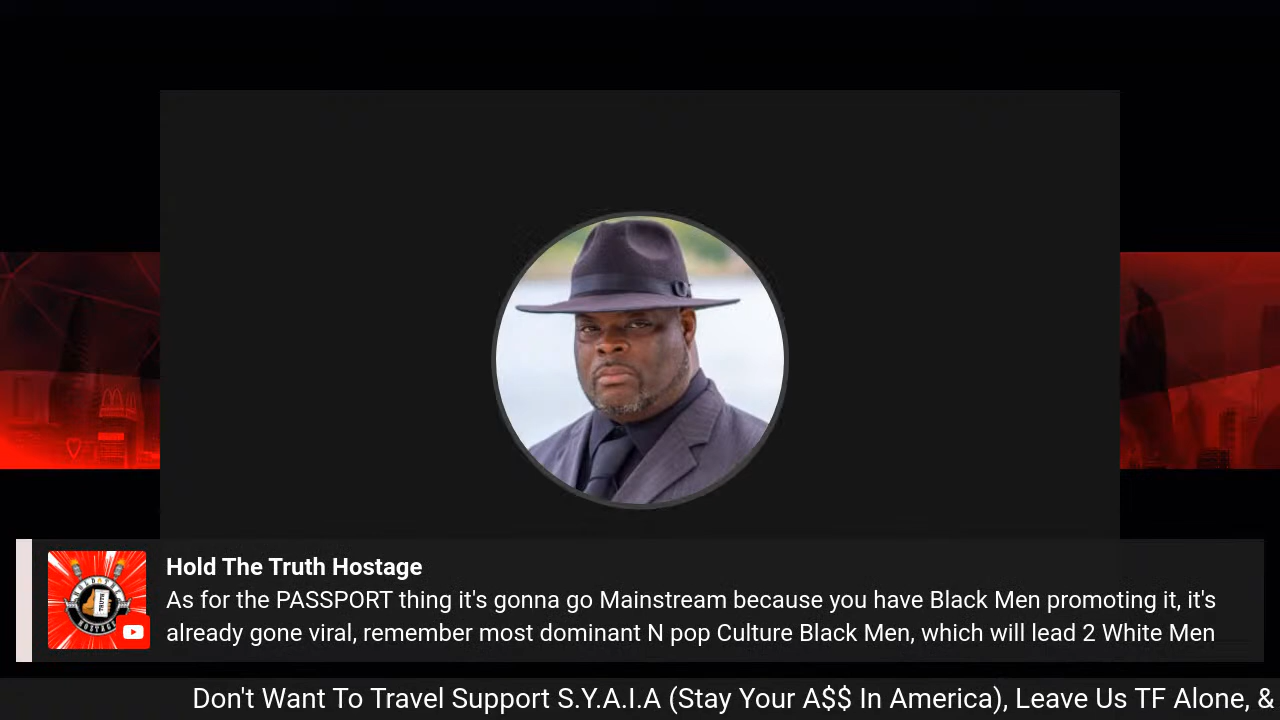 Hold The Truth Hostage
As for the PASSPORT thing it's gonna go Mainstream because you have Black Men promoting it, it's
already gone viral, remember most dominant N pop Culture Black Men, which will lead 2 White Men
Don't Want To Travel Support S.Y.A.I.A (Stay Your A$$ In America), Leave Us TF Alone, &